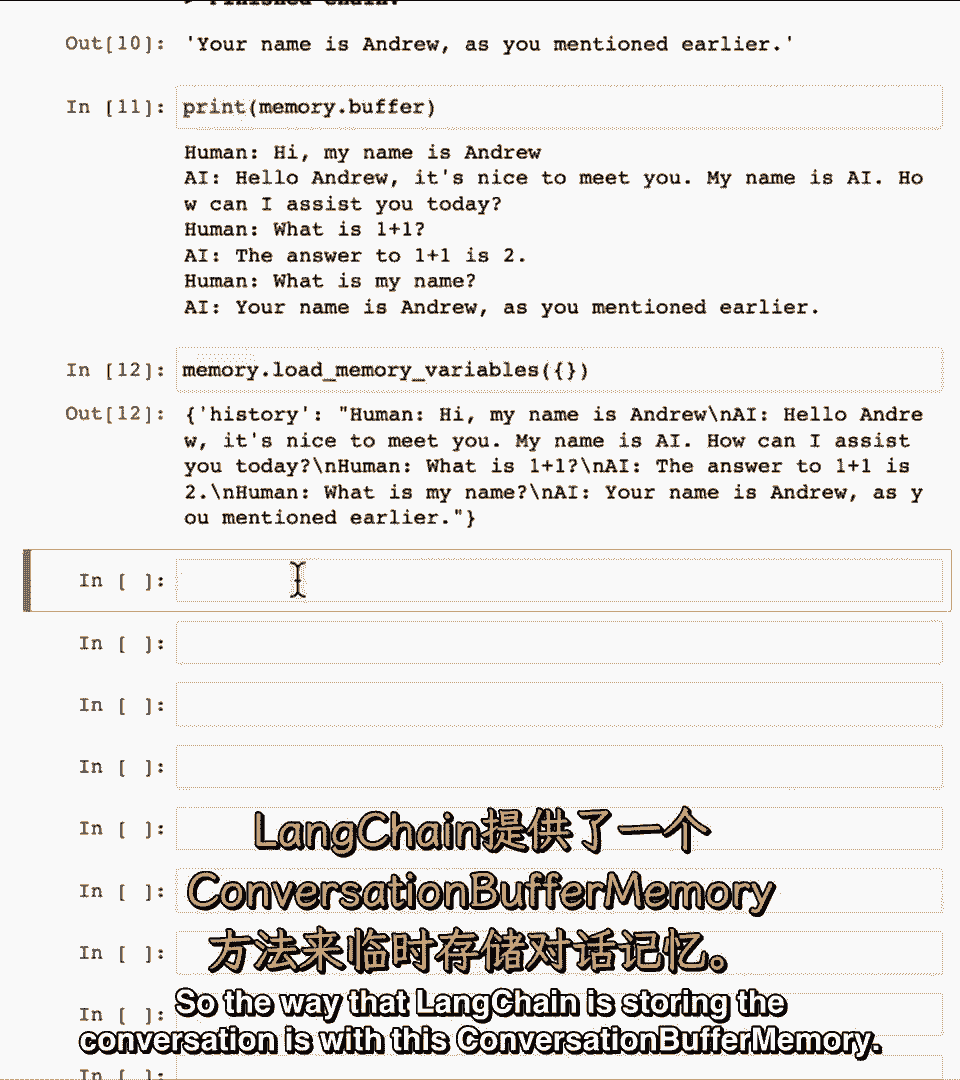 > Finished chain.
Out[10]: 'Your name is Andrew, as you mentioned earlier.'
In [11]: print(memory.buffer)
Human: Hi, my name is Andrew
AI: Hello Andrew, it's nice to meet you. My name is AI. Ho
w can I assist you today?
Human: What is 1+1?
AI: The answer to 1+1 is 2.
Human: What is my name?
AI: Your name is Andrew, as you mentioned earlier.
In [12]: memory.load_memory_variables({})
Out[12]: {'history': "Human: Hi, my name is Andrew\nAI: Hello Andre
w, it's nice to meet you. My name is AI. How can I assist
you today?\nHuman: What is 1+1?\nAI: The answer to 1+1 is
2.\nHuman: What is my name?\nAI: Your name is Andrew, as y
ou mentioned earlier."}
In [ ]:
In [ ]:
In [ ]:
In [ ]:
In [ ]:
LangChain提供了一个
In [ ]:
ConversationBufferMemory
In [ ]:
方法来临时存储对话记忆。
In [ ]:
So the way that LangChain is storing the
conversation is with this ConversationBufferMemory.
In [ ]: